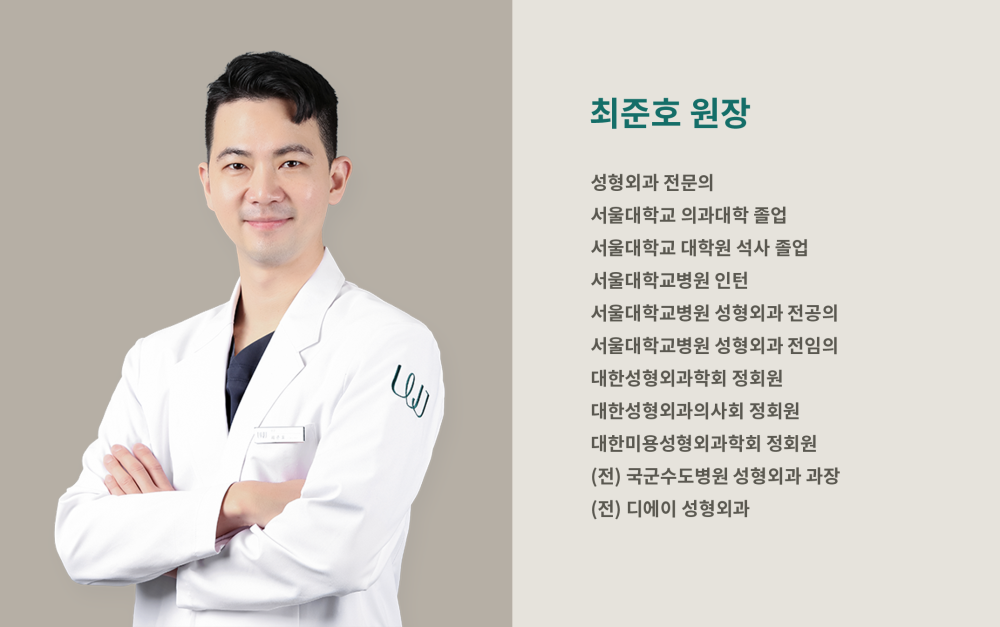 최준호 원장
성형외과 전문의
서울대학교 의과대학 졸업
서울대학교 대학원 석사 졸업
서울대학교병원 인턴
서울대학교병원 성형외과 전공의
서울대학교병원 성형외과 전임의
대한성형외과학회 정회원
대한성형외과의사회 정회원
대한미용성형외과학회 정회원
(전) 국군수도병원 성형외과 과장
(전) 디에이 성형외과